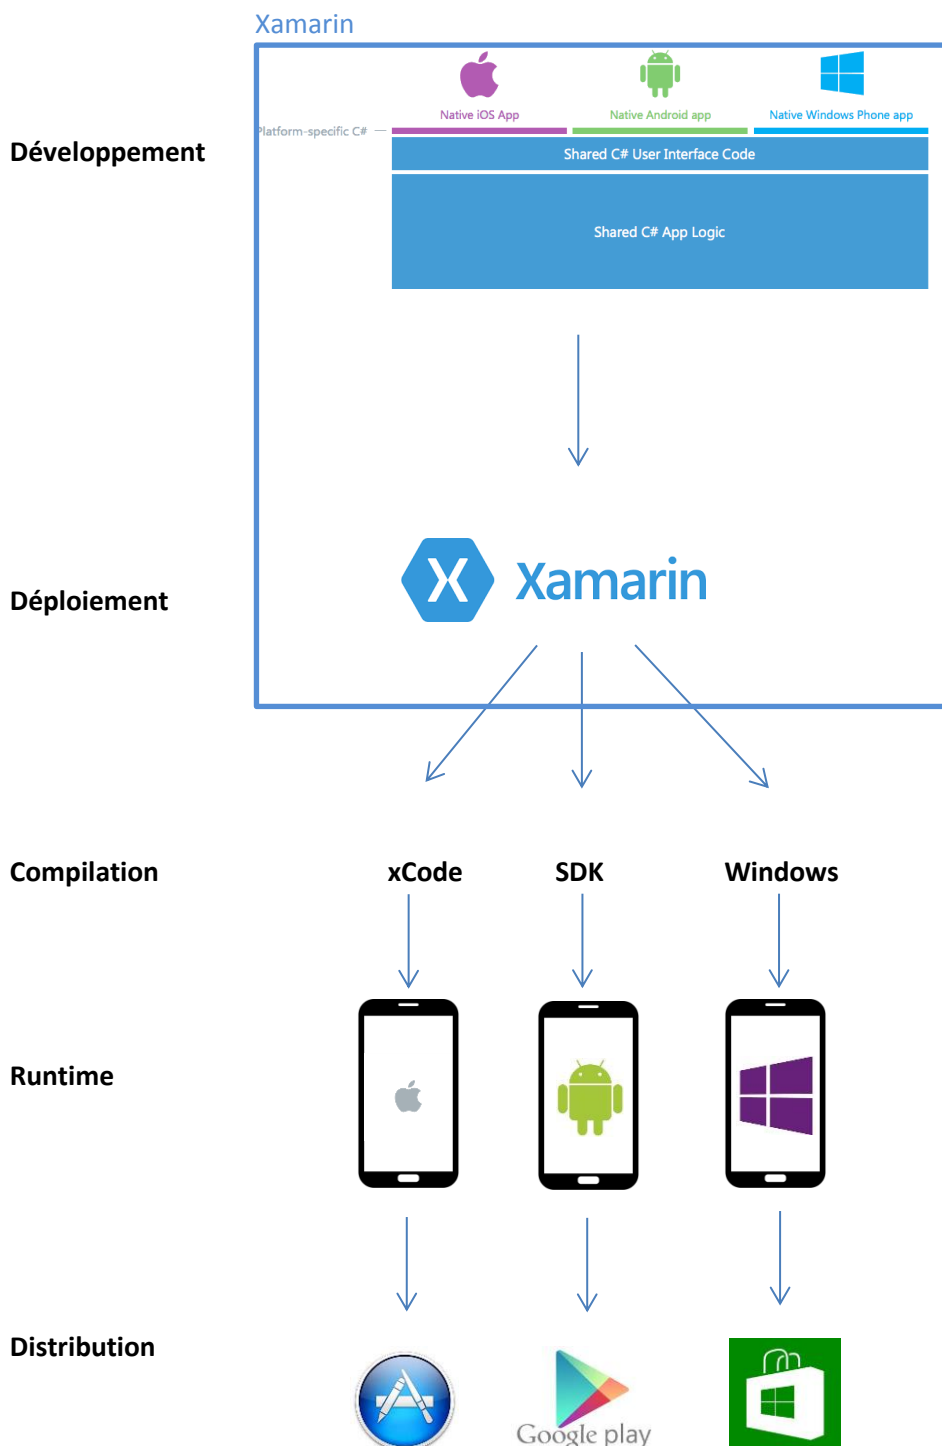 Xamarin
Native iOS App
Native Android app
Native Windows Phone app
Platform-specific C#
Développement
Shared C# User Interface Code
Shared C# App Logic
Xamarin
Déploiement
Compilation
xCode
SDK
Windows
Runtime
Distribution
Google play